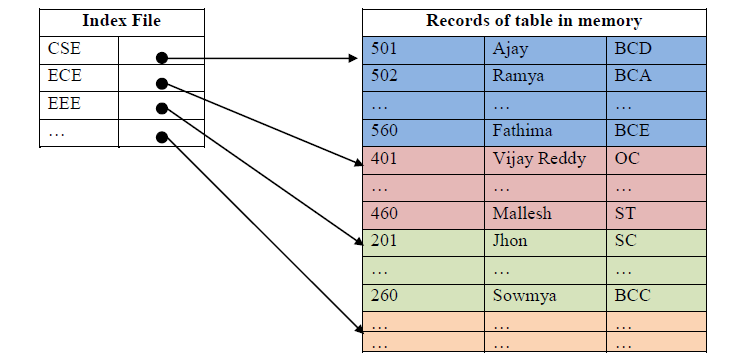 Index File
CSE
ECE
EEE
…
Records of table in memory
501 Ajay BCD
502 Ramya BCA
… … …
560 Fathima BCE
401 Vijay Reddy OC
… … …
460 Mallesh ST
201 Jhon SC
… … …
260 Sowmya BCC
… … …
… … …